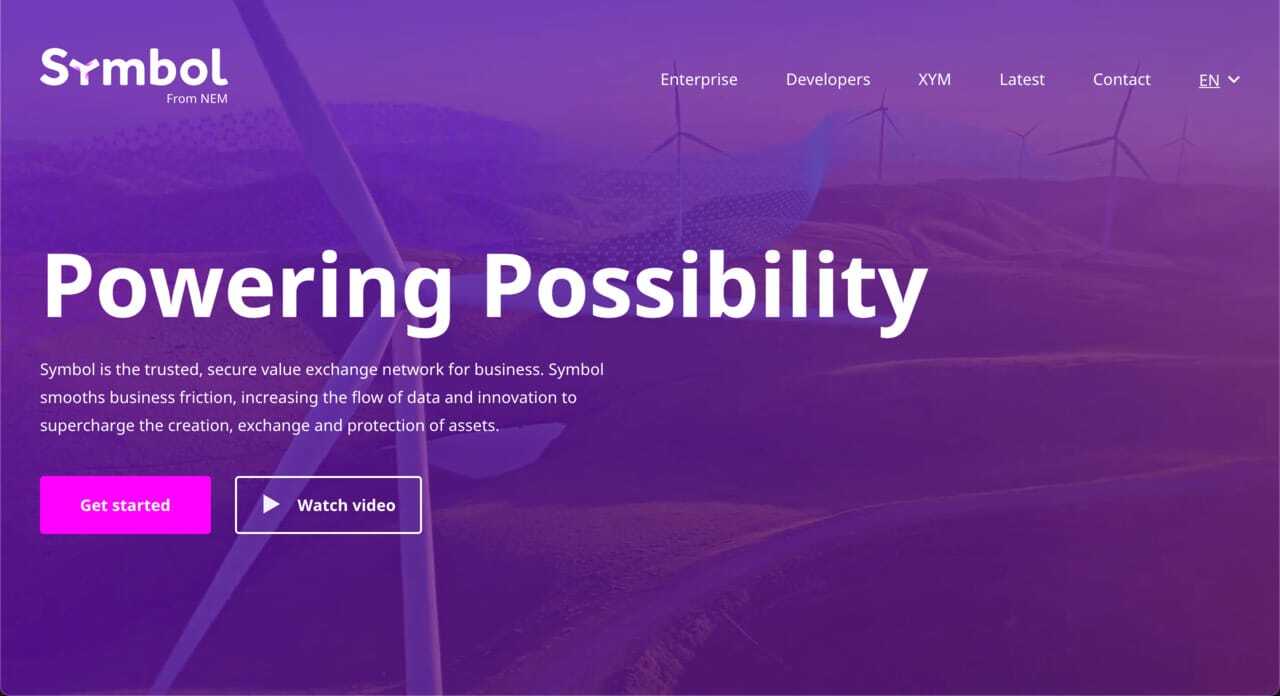 Symbol
From NEM
Enterprise Developers XYM Latest Contact EN
Powering Possibility
Symbol is the trusted, secure value exchange network for business. Symbol
smooths business friction, increasing the flow of data and innovation to
supercharge the creation, exchange and protection of assets.
Get started Watch video